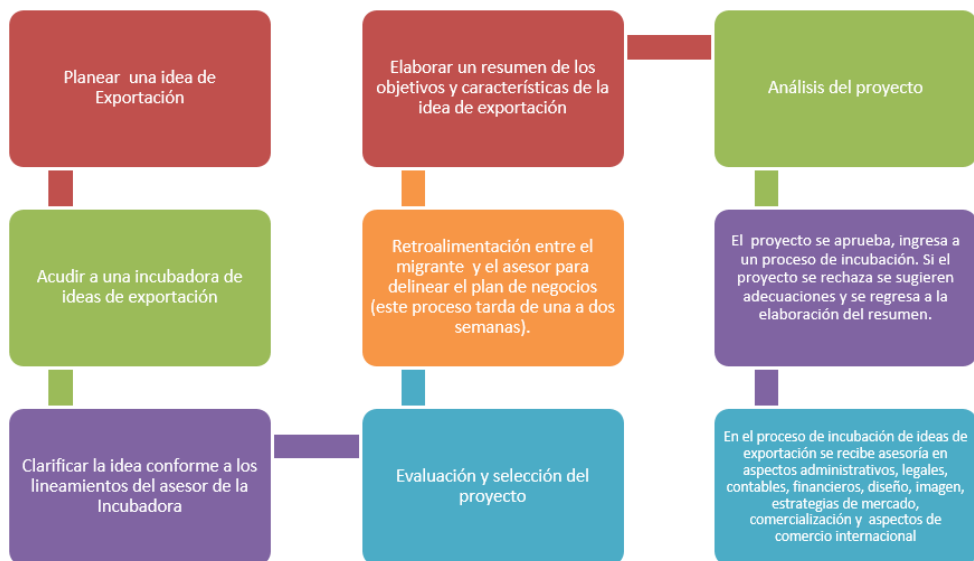 Planear una idea de
Exportación
Acudir a una incubadora de
ideas de exportación
Clarificar la idea conforme a los
lineamientos del asesor de la
Incubadora
Evaluación y selección del
proyecto
Retroalimentación entre el
migrante y el asesor para
delinear el plan de negocios
(este proceso tarda de una a dos
semanas).
Elaborar un resumen de los
objetivos y características de la
idea de exportación
Análisis del proyecto
El proyecto se aprueba, ingresa a
un proceso de incubación. Si el
proyecto se rechaza se sugieren
adecuaciones y se regresa a la
elaboración del resumen.
En el proceso de incubación de ideas de
exportación se recibe asesoría en
aspectos administrativos, legales,
contables, financieros, diseño, imagen,
estrategias de mercado,
comercialización y aspectos de
comercio internacional